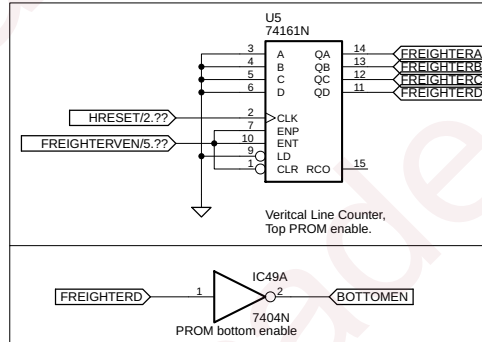 U5
74161N
3 A QA 14 FREIGHTERA
4 B QB 13 FREIGHTERB
5 C QC 12 FREIGHTERC
6 D QD 11 FREIGHTERD
HRESET/2.?? 2 CLK
7 ENP
FREIGHTERVEN/5.?? 10 ENT
9 LD
1 CLR RCO 15
Veritcal Line Counter,
Top PROM enable.
IC49A
FREIGHTERD 1 2 BOTTOMEN
7404N
PROM bottom enable